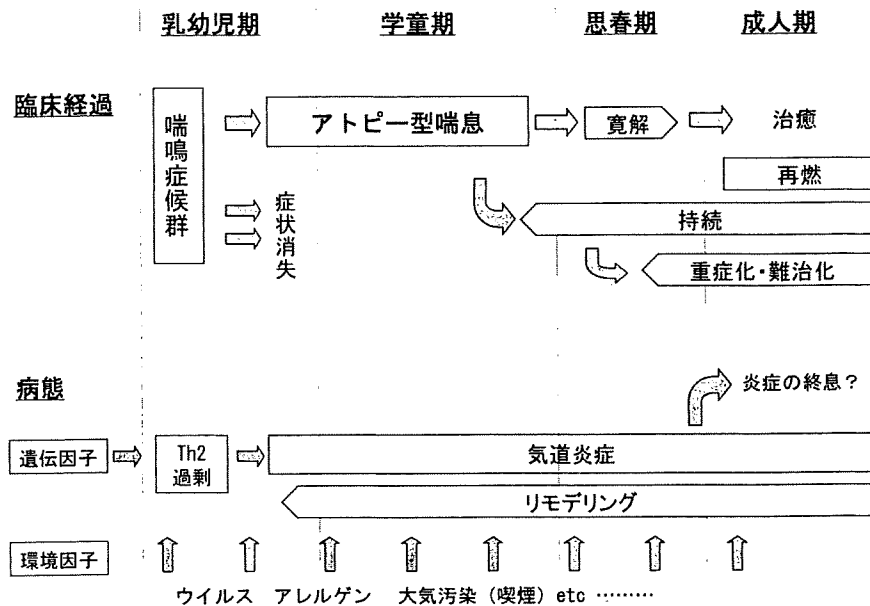 乳幼児期 学童期 思春期 成人期
臨床経過
喘鳴症候群
アトピー型喘息
寛解
治癒
再燃
症状消失
持続
重症化・難治化
病態
炎症の終息？
遺伝因子
Th2
過剰
気道炎症
リモデリング
環境因子
ウイルス アレルゲン 大気汚染（喫煙）etc ………